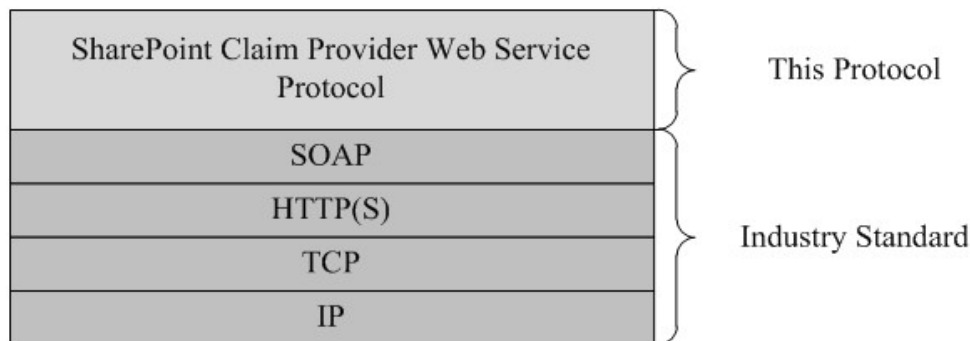 SharePoint Claim Provider Web Service
Protocol
This Protocol
SOAP
HTTP(S)
TCP
IP
Industry Standard